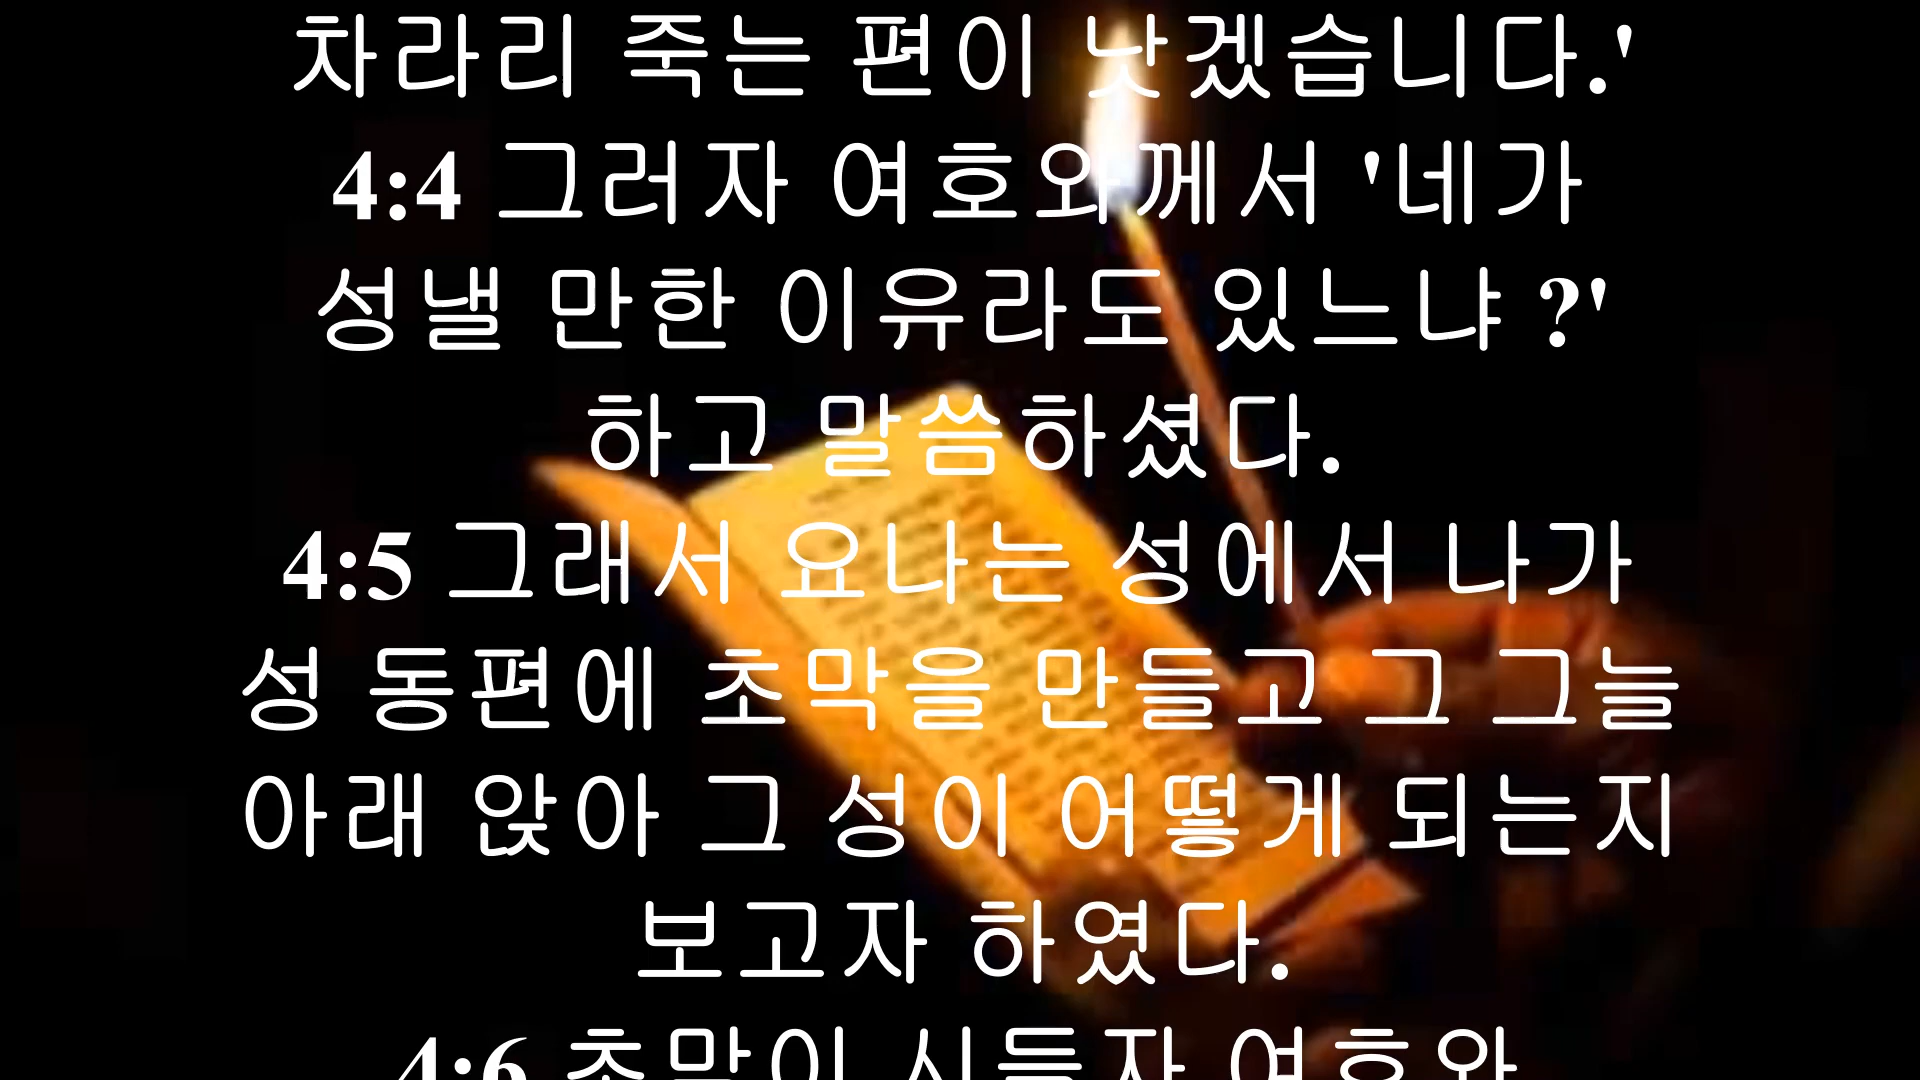 차라리 죽는 편이 낫겠습니다.'
4:4 그러자 여호와께서 '네가
성낼 만한 이유라도 있느냐 ?'
하고 말씀하셨다.
4:5 그래서 요나는 성에서 나가
성 동편에 초막을 만들고 그 그늘
아래 앉아 그 성이 어떻게 되는지
보고자 하였다.
4:6 초막이 시들자 여호와